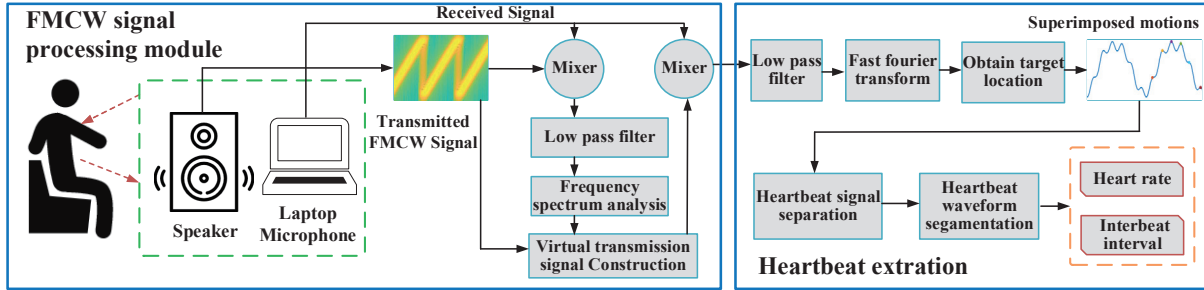 FMCW signal
processing module
Received Signal
Mixer
Mixer
Transmitted
FMCW Signal
Low pass filter
Frequency
spectrum analysis
Virtual transmission
signal Construction
Speaker
Laptop
Microphone
Low pass
filter
Fast fourier
transform
Obtain target
location
Superimposed motions
Heartbeat signal
separation
Heartbeat
waveform
segamentation
Heart rate
Interbeat
interval
Heartbeat extration